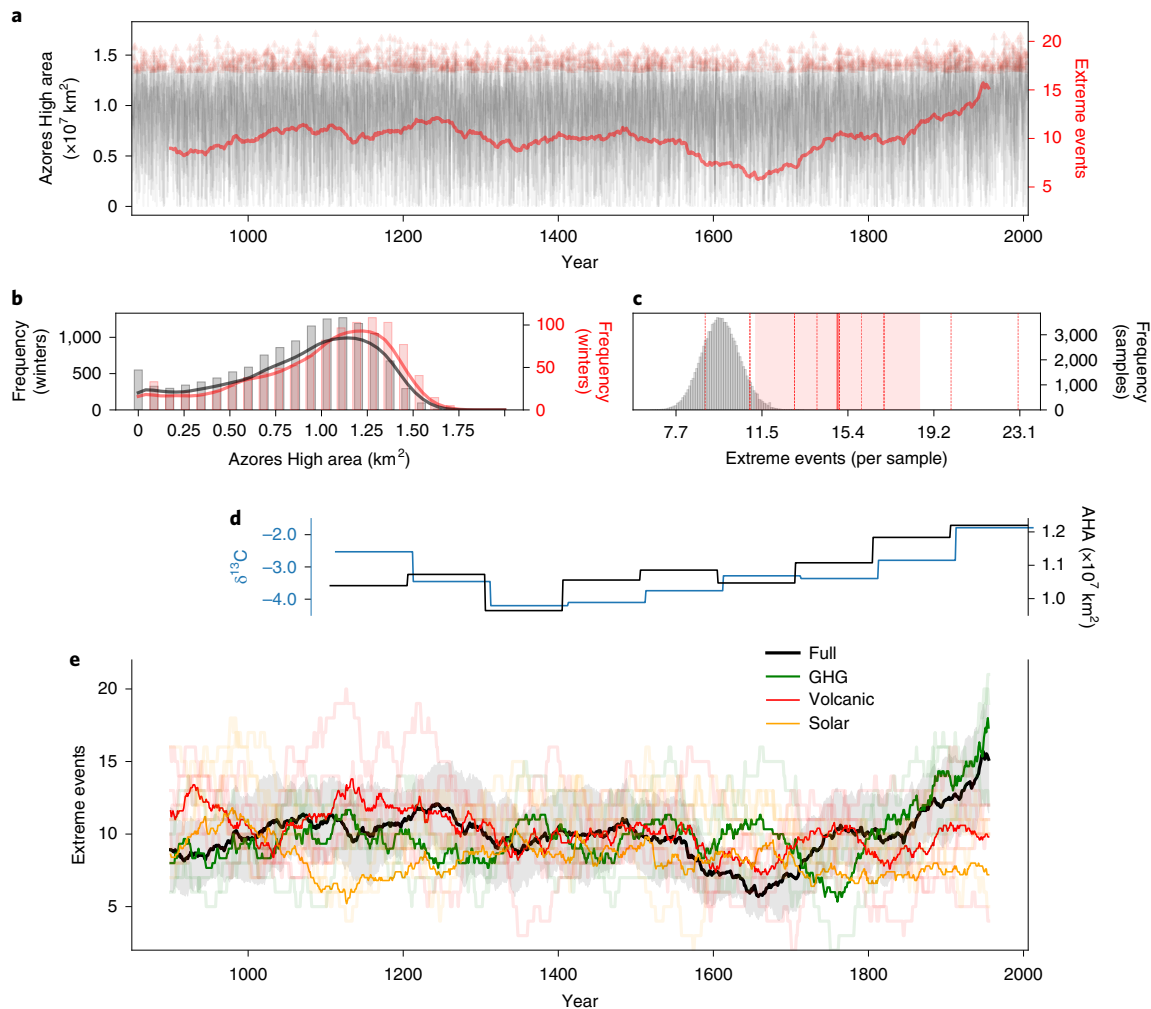 a
Azores High area
(×10⁷ km²)
1.5
1.0
0.5
0
20
15
10
5
Extreme events
1000
1200
1400
1600
1800
2000
Year
b
Frequency
(winters)
1,000
500
0
100
50
0
Frequency
(winters)
0
0.25
0.50
0.75
1.00
1.25
1.50
1.75
Azores High area (km²)
c
3,000
2,000
1,000
0
Frequency
(samples)
7.7
11.5
15.4
19.2
23.1
Extreme events (per sample)
d
δ¹³C
–2.0
–3.0
–4.0
1.2
1.1
1.0
AHA (×10⁷ km²)
e
Full
GHG
Volcanic
Solar
Extreme events
20
15
10
5
1000
1200
1400
1600
1800
2000
Year